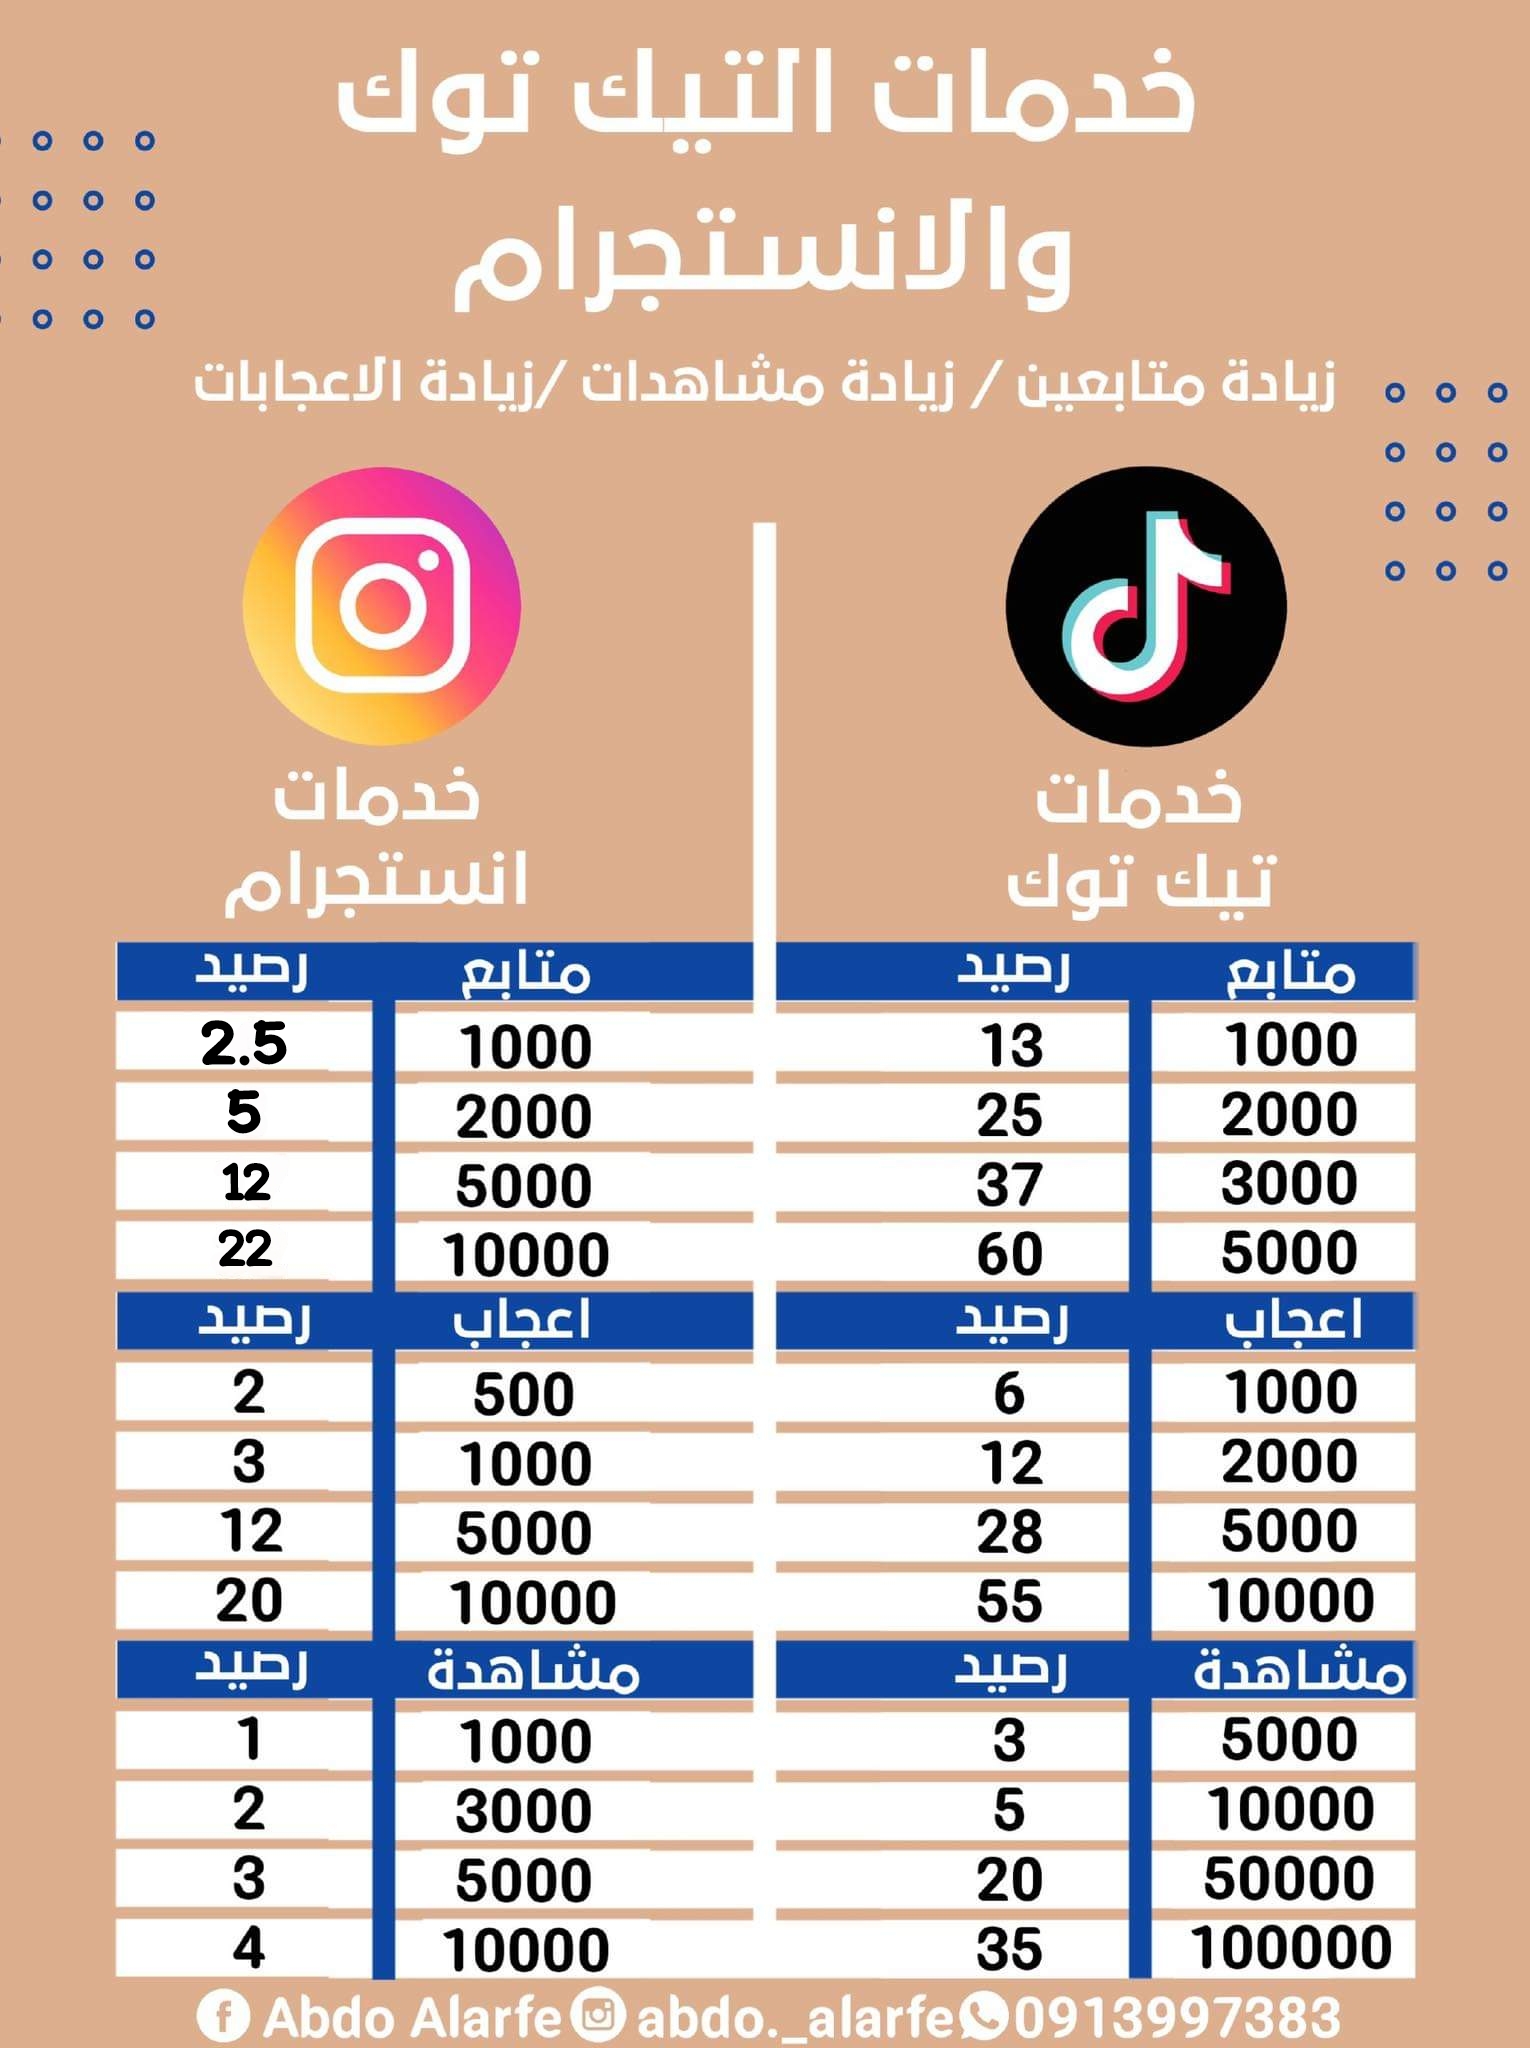 خدمات التيك توك
والانستجرام
زيادة متابعين / زيادة مشاهدات /زيادة الاعجابات
خدمات
تيك توك
متابع رصيد
1000 13
2000 25
3000 37
5000 60
اعجاب رصيد
1000 6
2000 12
5000 28
10000 55
مشاهدة رصيد
5000 3
10000 5
50000 20
100000 35
خدمات
انستجرام
متابع رصيد
1000 2.5
2000 5
5000 12
10000 22
اعجاب رصيد
500 2
1000 3
5000 12
10000 20
مشاهدة رصيد
1000 1
3000 2
5000 3
10000 4
Abdo Alarfe abdo._alarfe 0913997383